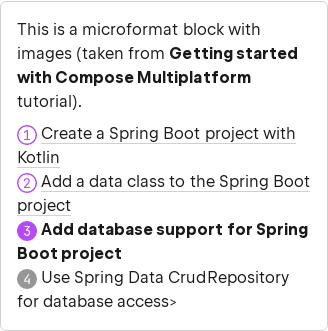 This is a microformat block with
images (taken from Getting started
with Compose Multiplatform
tutorial).
1 Create a Spring Boot project with
Kotlin
2 Add a data class to the Spring Boot
project
3 Add database support for Spring
Boot project
4 Use Spring Data CrudRepository
for database access>